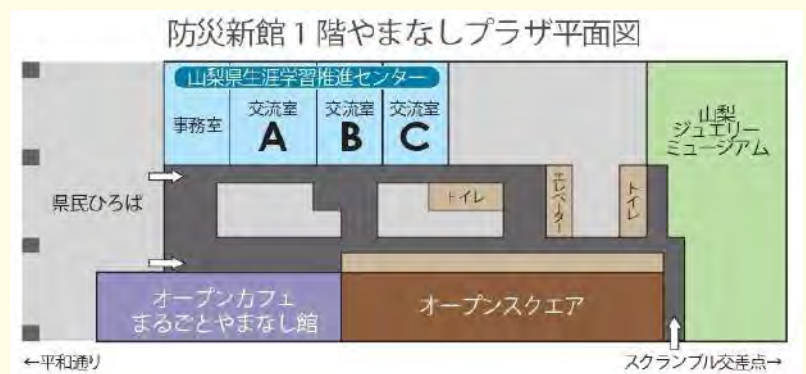 防災新館1階やまなしプラザ平面図
山梨県生涯学習推進センター
事務室
交流室
A
交流室
B
交流室
C
山梨
ジュエリー
ミュージアム
県民ひろば
トイレ
エレベーター
トイレ
オープンカフェ
まるごとやまなし館
オープンスクエア
←平和通り
スクランブル交差点→